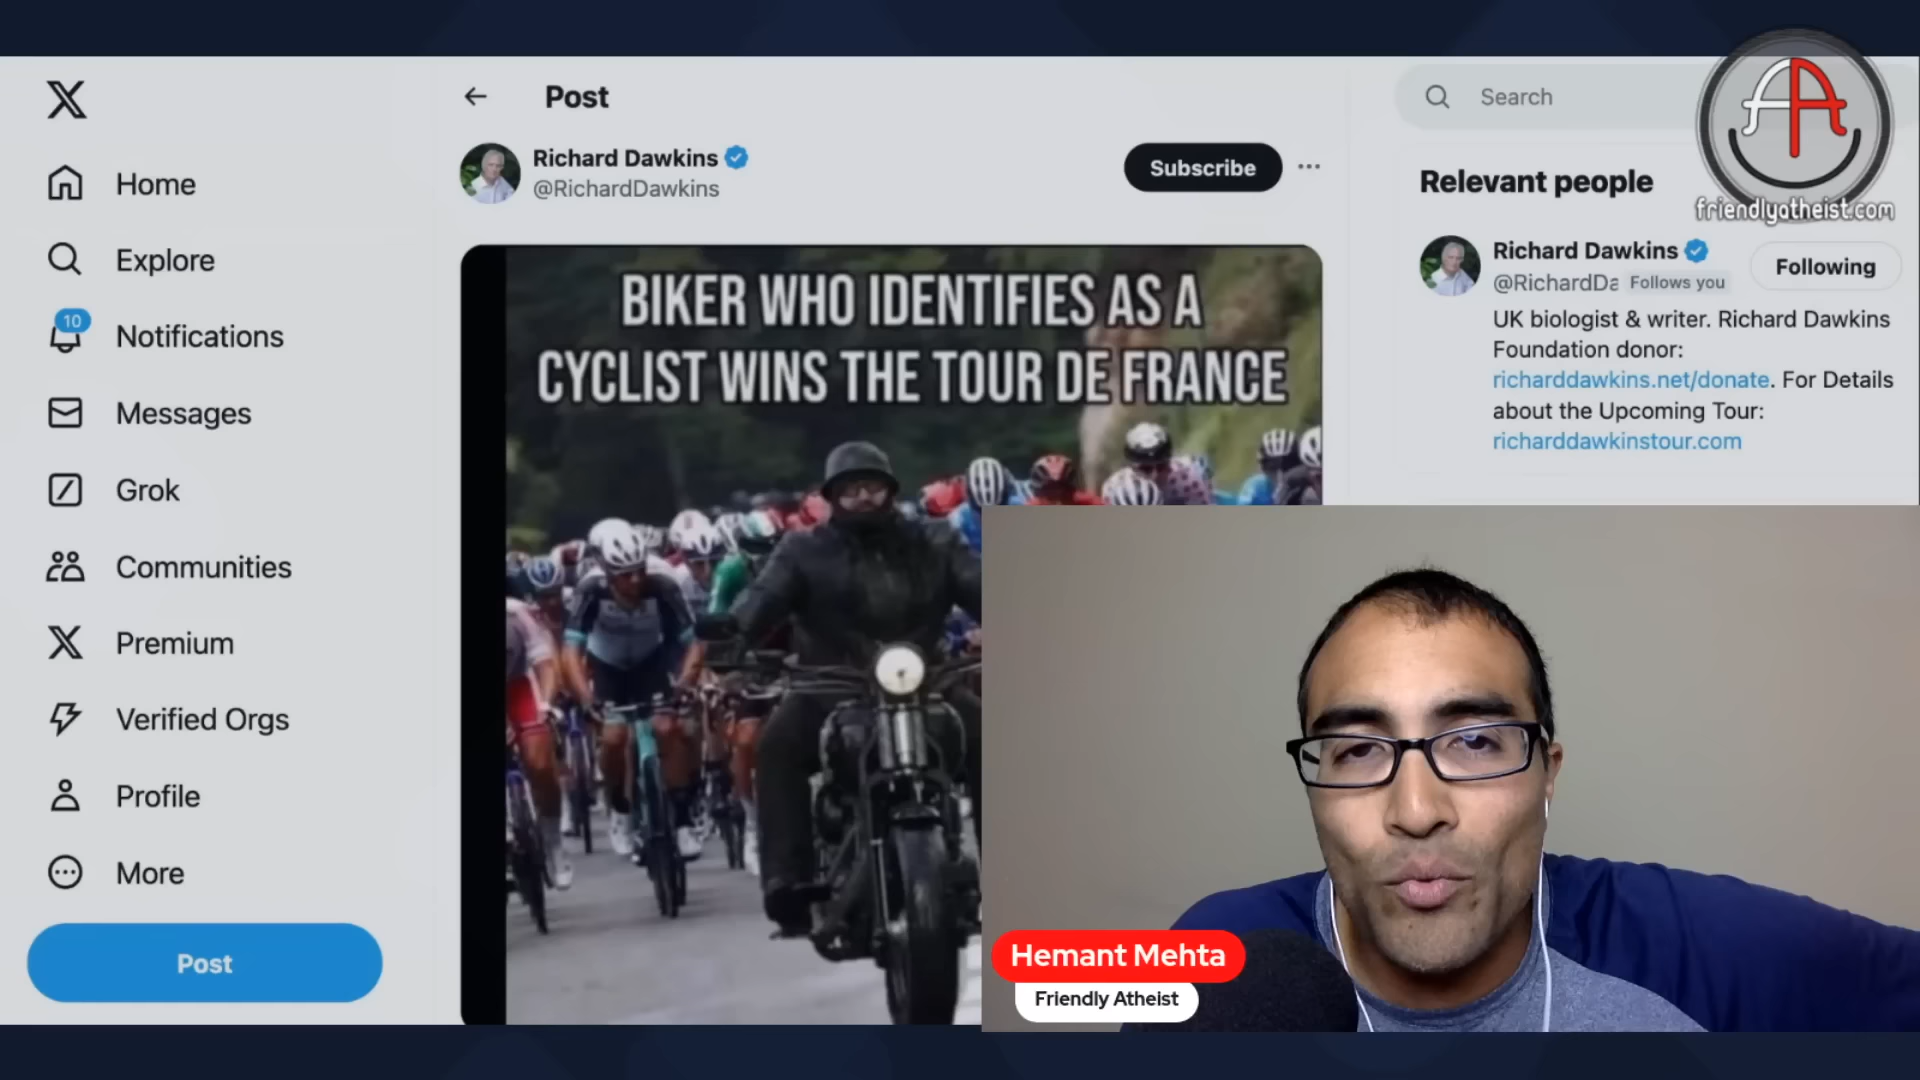 Home
Explore
10
Notifications
Messages
Grok
Communities
Premium
Verified Orgs
Profile
More
Post
Post
Richard Dawkins
@RichardDawkins
Subscribe
BIKER WHO IDENTIFIES AS A
CYCLIST WINS THE TOUR DE FRANCE
Search
friendlyatheist.com
Relevant people
Richard Dawkins
@RichardDa Follows you
Following
UK biologist & writer. Richard Dawkins
Foundation donor:
richarddawkins.net/donate. For Details
about the Upcoming Tour:
richarddawkinstour.com
Hemant Mehta
Friendly Atheist